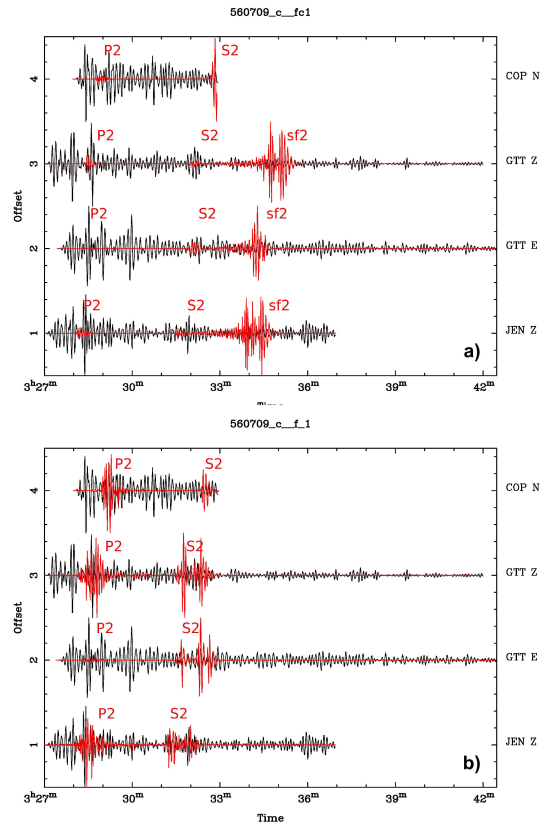 560709_c__fc1
P2 S2
4 COP N
P2 S2 sf2
3 GTT Z
Offset
P2 S2 sf2
2 GTT E
P2 S2 sf2
1 JEN Z
a)
3ʰ27ᵐ 30ᵐ 33ᵐ 36ᵐ 39ᵐ 42ᵐ
Time
560709_c__f_1
P2 S2
4 COP N
P2 S2
3 GTT Z
Offset
P2 S2
2 GTT E
P2 S2
1 JEN Z
b)
3ʰ27ᵐ 30ᵐ 33ᵐ 36ᵐ 39ᵐ 42ᵐ
Time